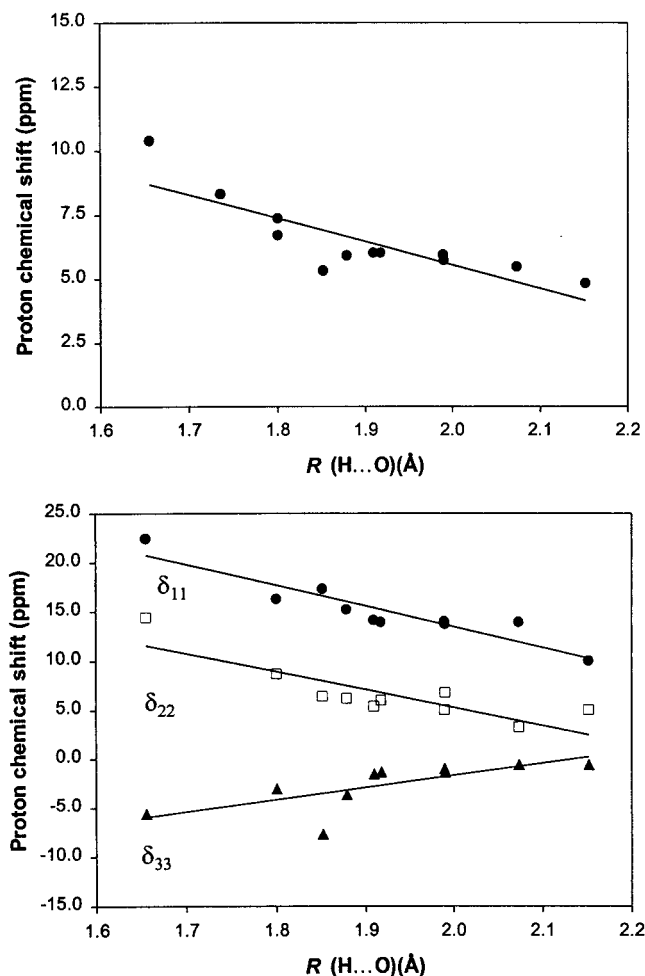 Proton chemical shift (ppm)
15.0
12.5
10.0
7.5
5.0
2.5
0.0
1.6 1.7 1.8 1.9 2.0 2.1 2.2
R (H...O)(Å)
Proton chemical shift (ppm)
25.0
20.0
15.0
10.0
5.0
0.0
-5.0
-10.0
-15.0
δ11
δ22
δ33
1.6 1.7 1.8 1.9 2.0 2.1 2.2
R (H...O)(Å)